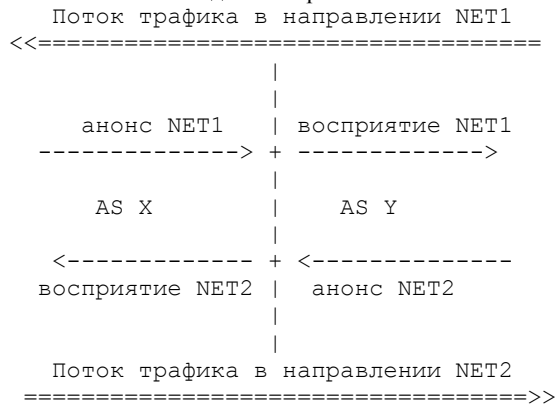 Поток трафика в направлении NET1
<<===================================
|
|
анонс NET1 | восприятие NET1
--------------> + ------------->
|
AS X | AS Y
|
<------------- + <--------------
восприятие NET2 | анонс NET2
|
|
Поток трафика в направлении NET2
===================================>>